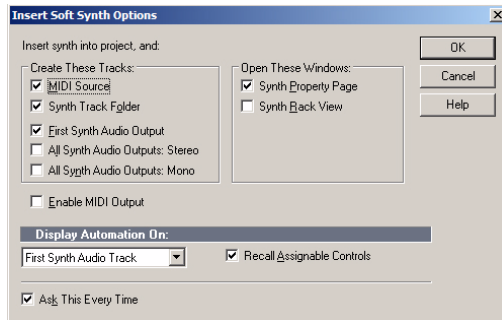 Insert Soft Synth Options
Insert synth into project, and:
OK
Create These Tracks:
Open These Windows:
Cancel
MIDI Source
Synth Property Page
Synth Track Folder
Synth Rack View
Help
First Synth Audio Output
All Synth Audio Outputs: Stereo
All Synth Audio Outputs: Mono
Enable MIDI Output
Display Automation On:
First Synth Audio Track
Recall Assignable Controls
Ask This Every Time